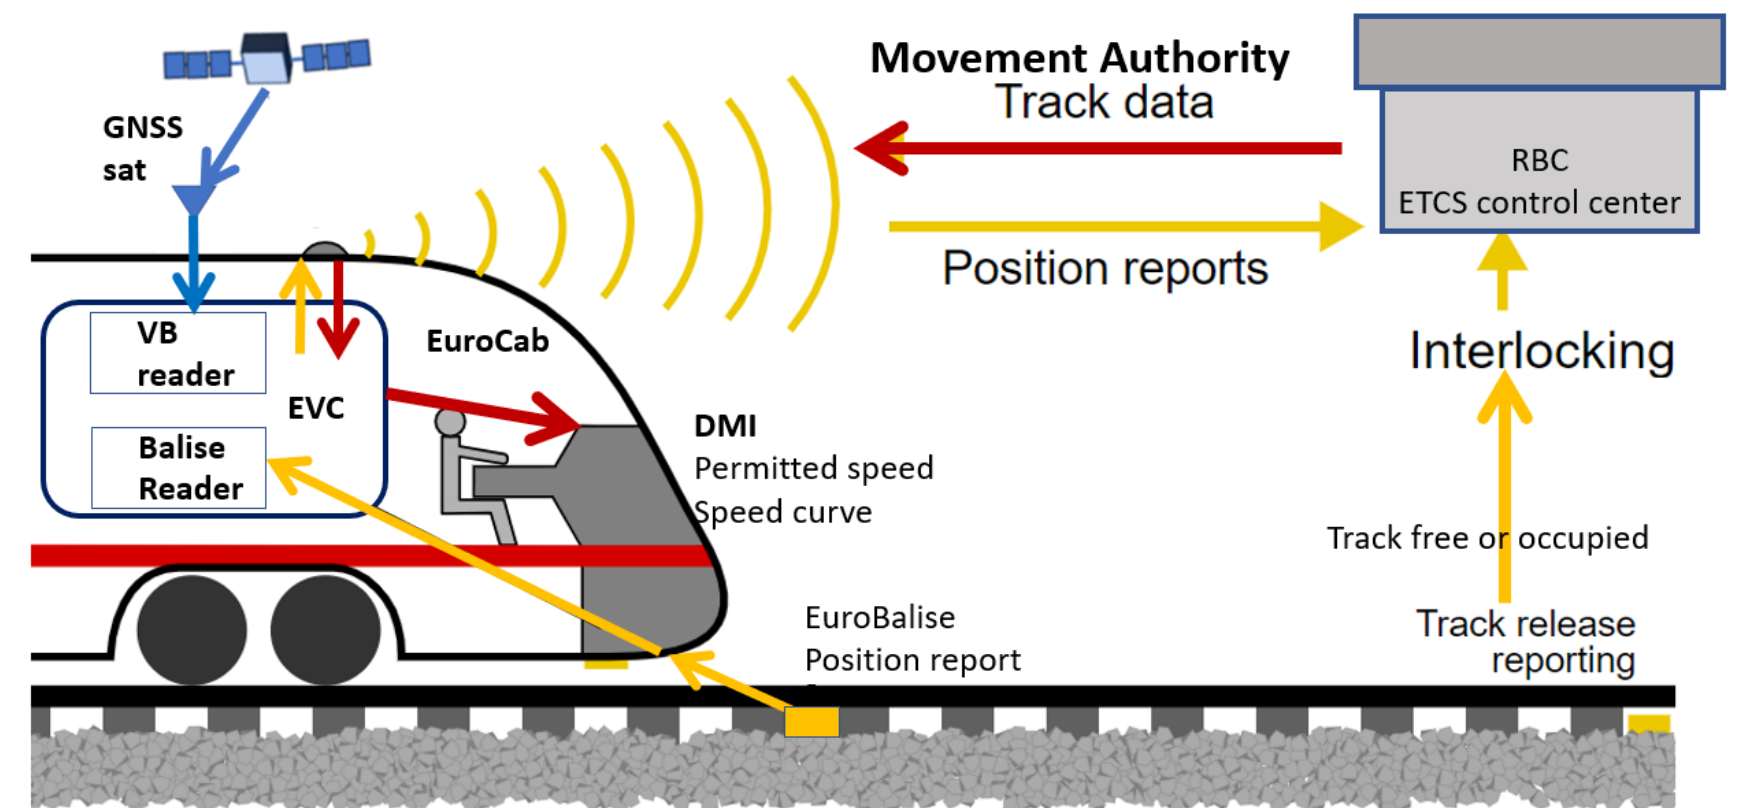 Movement Authority
Track data
GNSS
sat
RBC
ETCS control center
Position reports
VB
reader
EuroCab
Interlocking
EVC
DMI
Permitted speed
Speed curve
Balise
Reader
Track free or occupied
EuroBalise
Position report
Track release
reporting